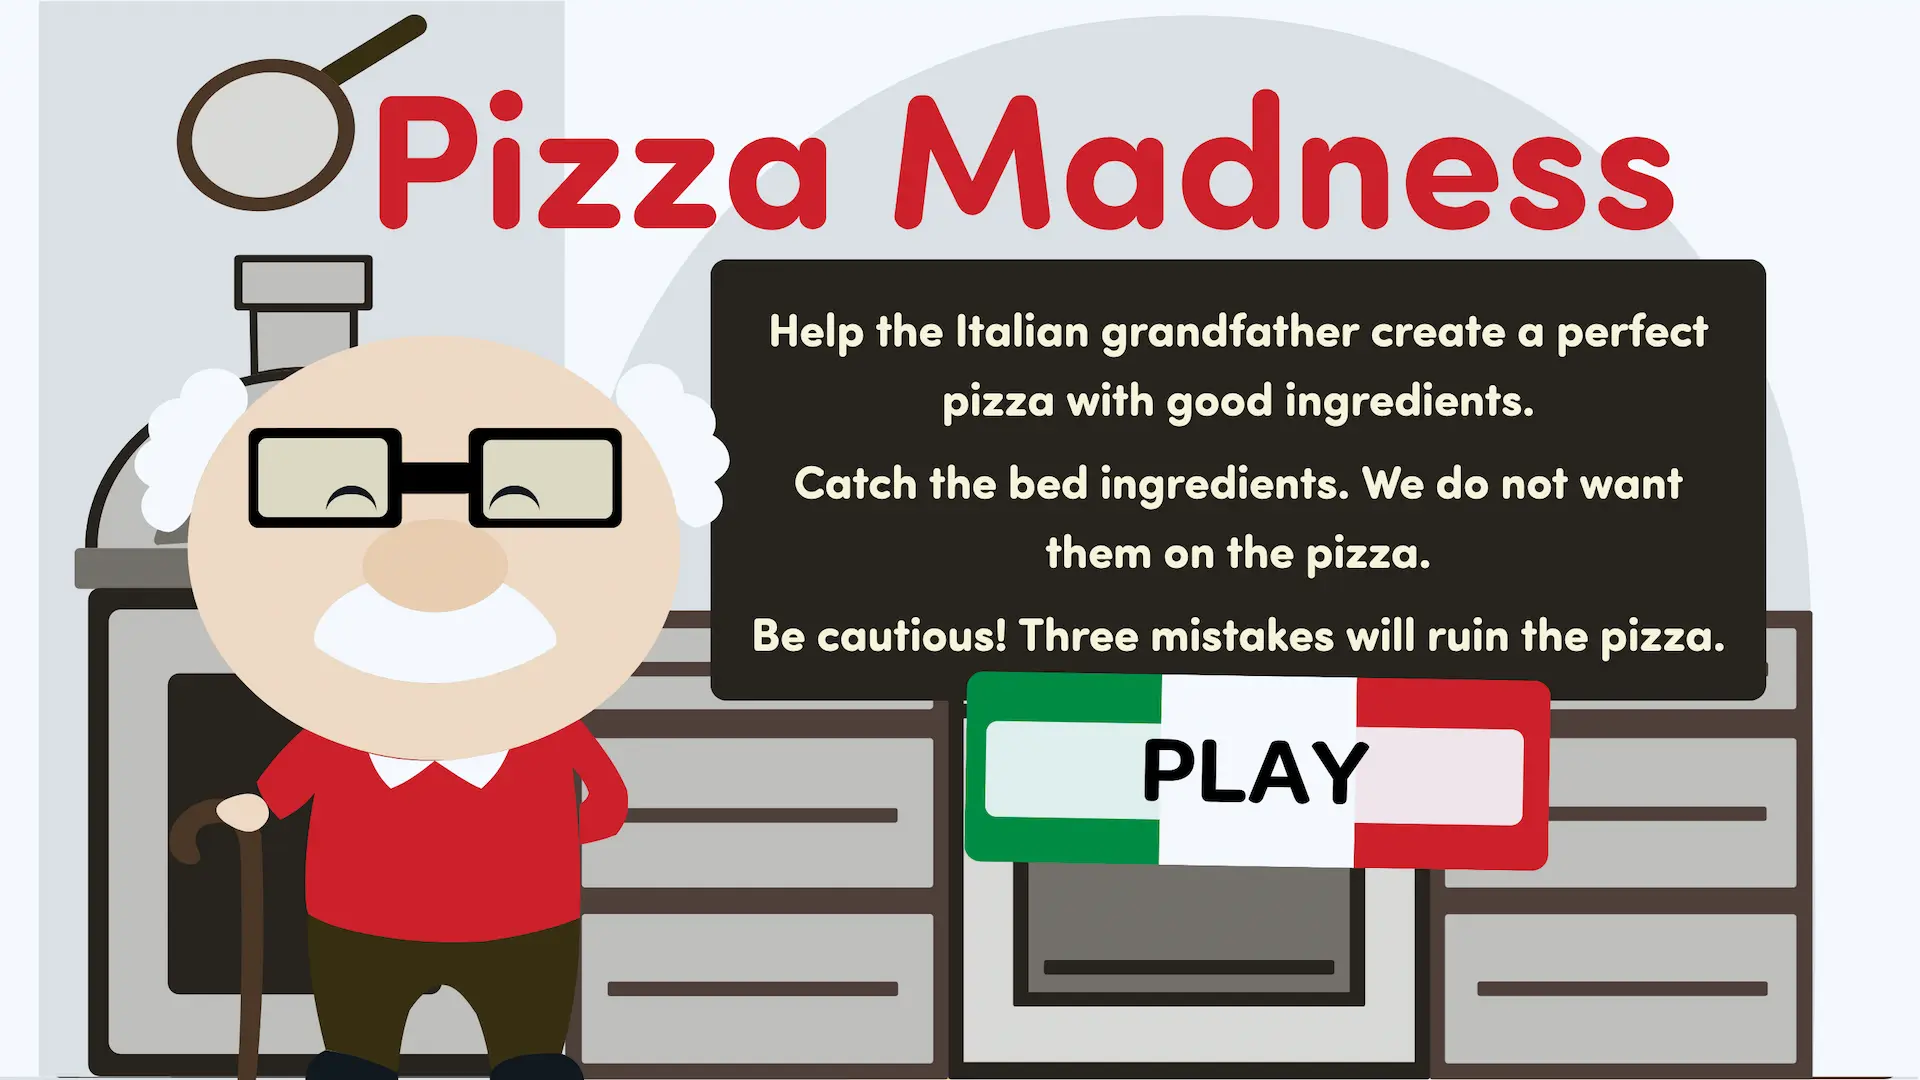 Pizza Madness
Help the Italian grandfather create a perfect
pizza with good ingredients.
Catch the bed ingredients. We do not want
them on the pizza.
Be cautious! Three mistakes will ruin the pizza.
PLAY